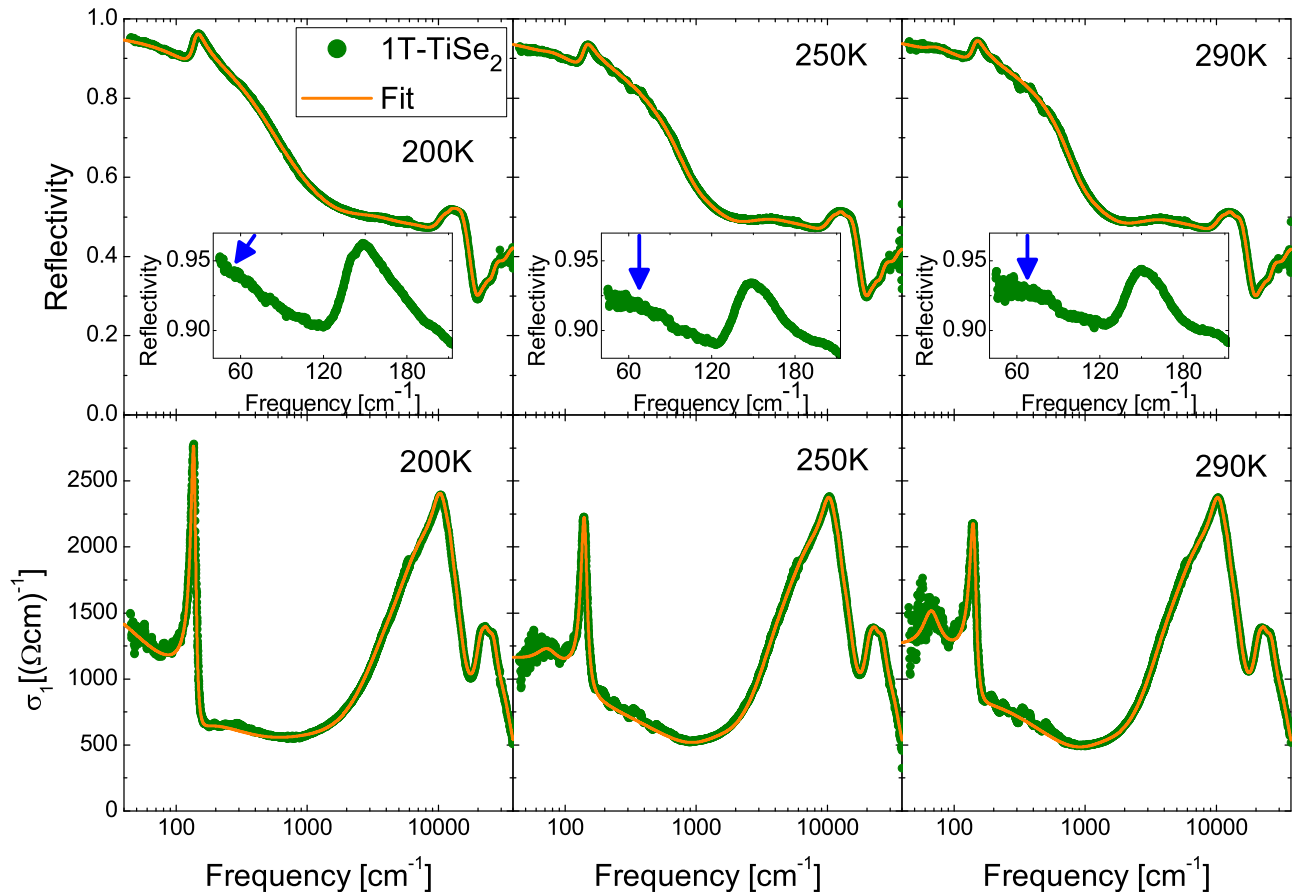 1.0
0.8
0.6
0.4
0.2
0.0
Reflectivity
1T-TiSe2
Fit
200K
250K
290K
0.95
0.90
Reflectivity
60 120 180
Frequency [cm-1]
0.95
0.90
Reflectivity
60 120 180
Frequency [cm-1]
0.95
0.90
Reflectivity
60 120 180
Frequency [cm-1]
2500
2000
1500
1000
500
0
σ1[(Ωcm)-1]
200K
250K
290K
100 1000 10000
100 1000 10000
100 1000 10000
Frequency [cm-1]
Frequency [cm-1]
Frequency [cm-1]